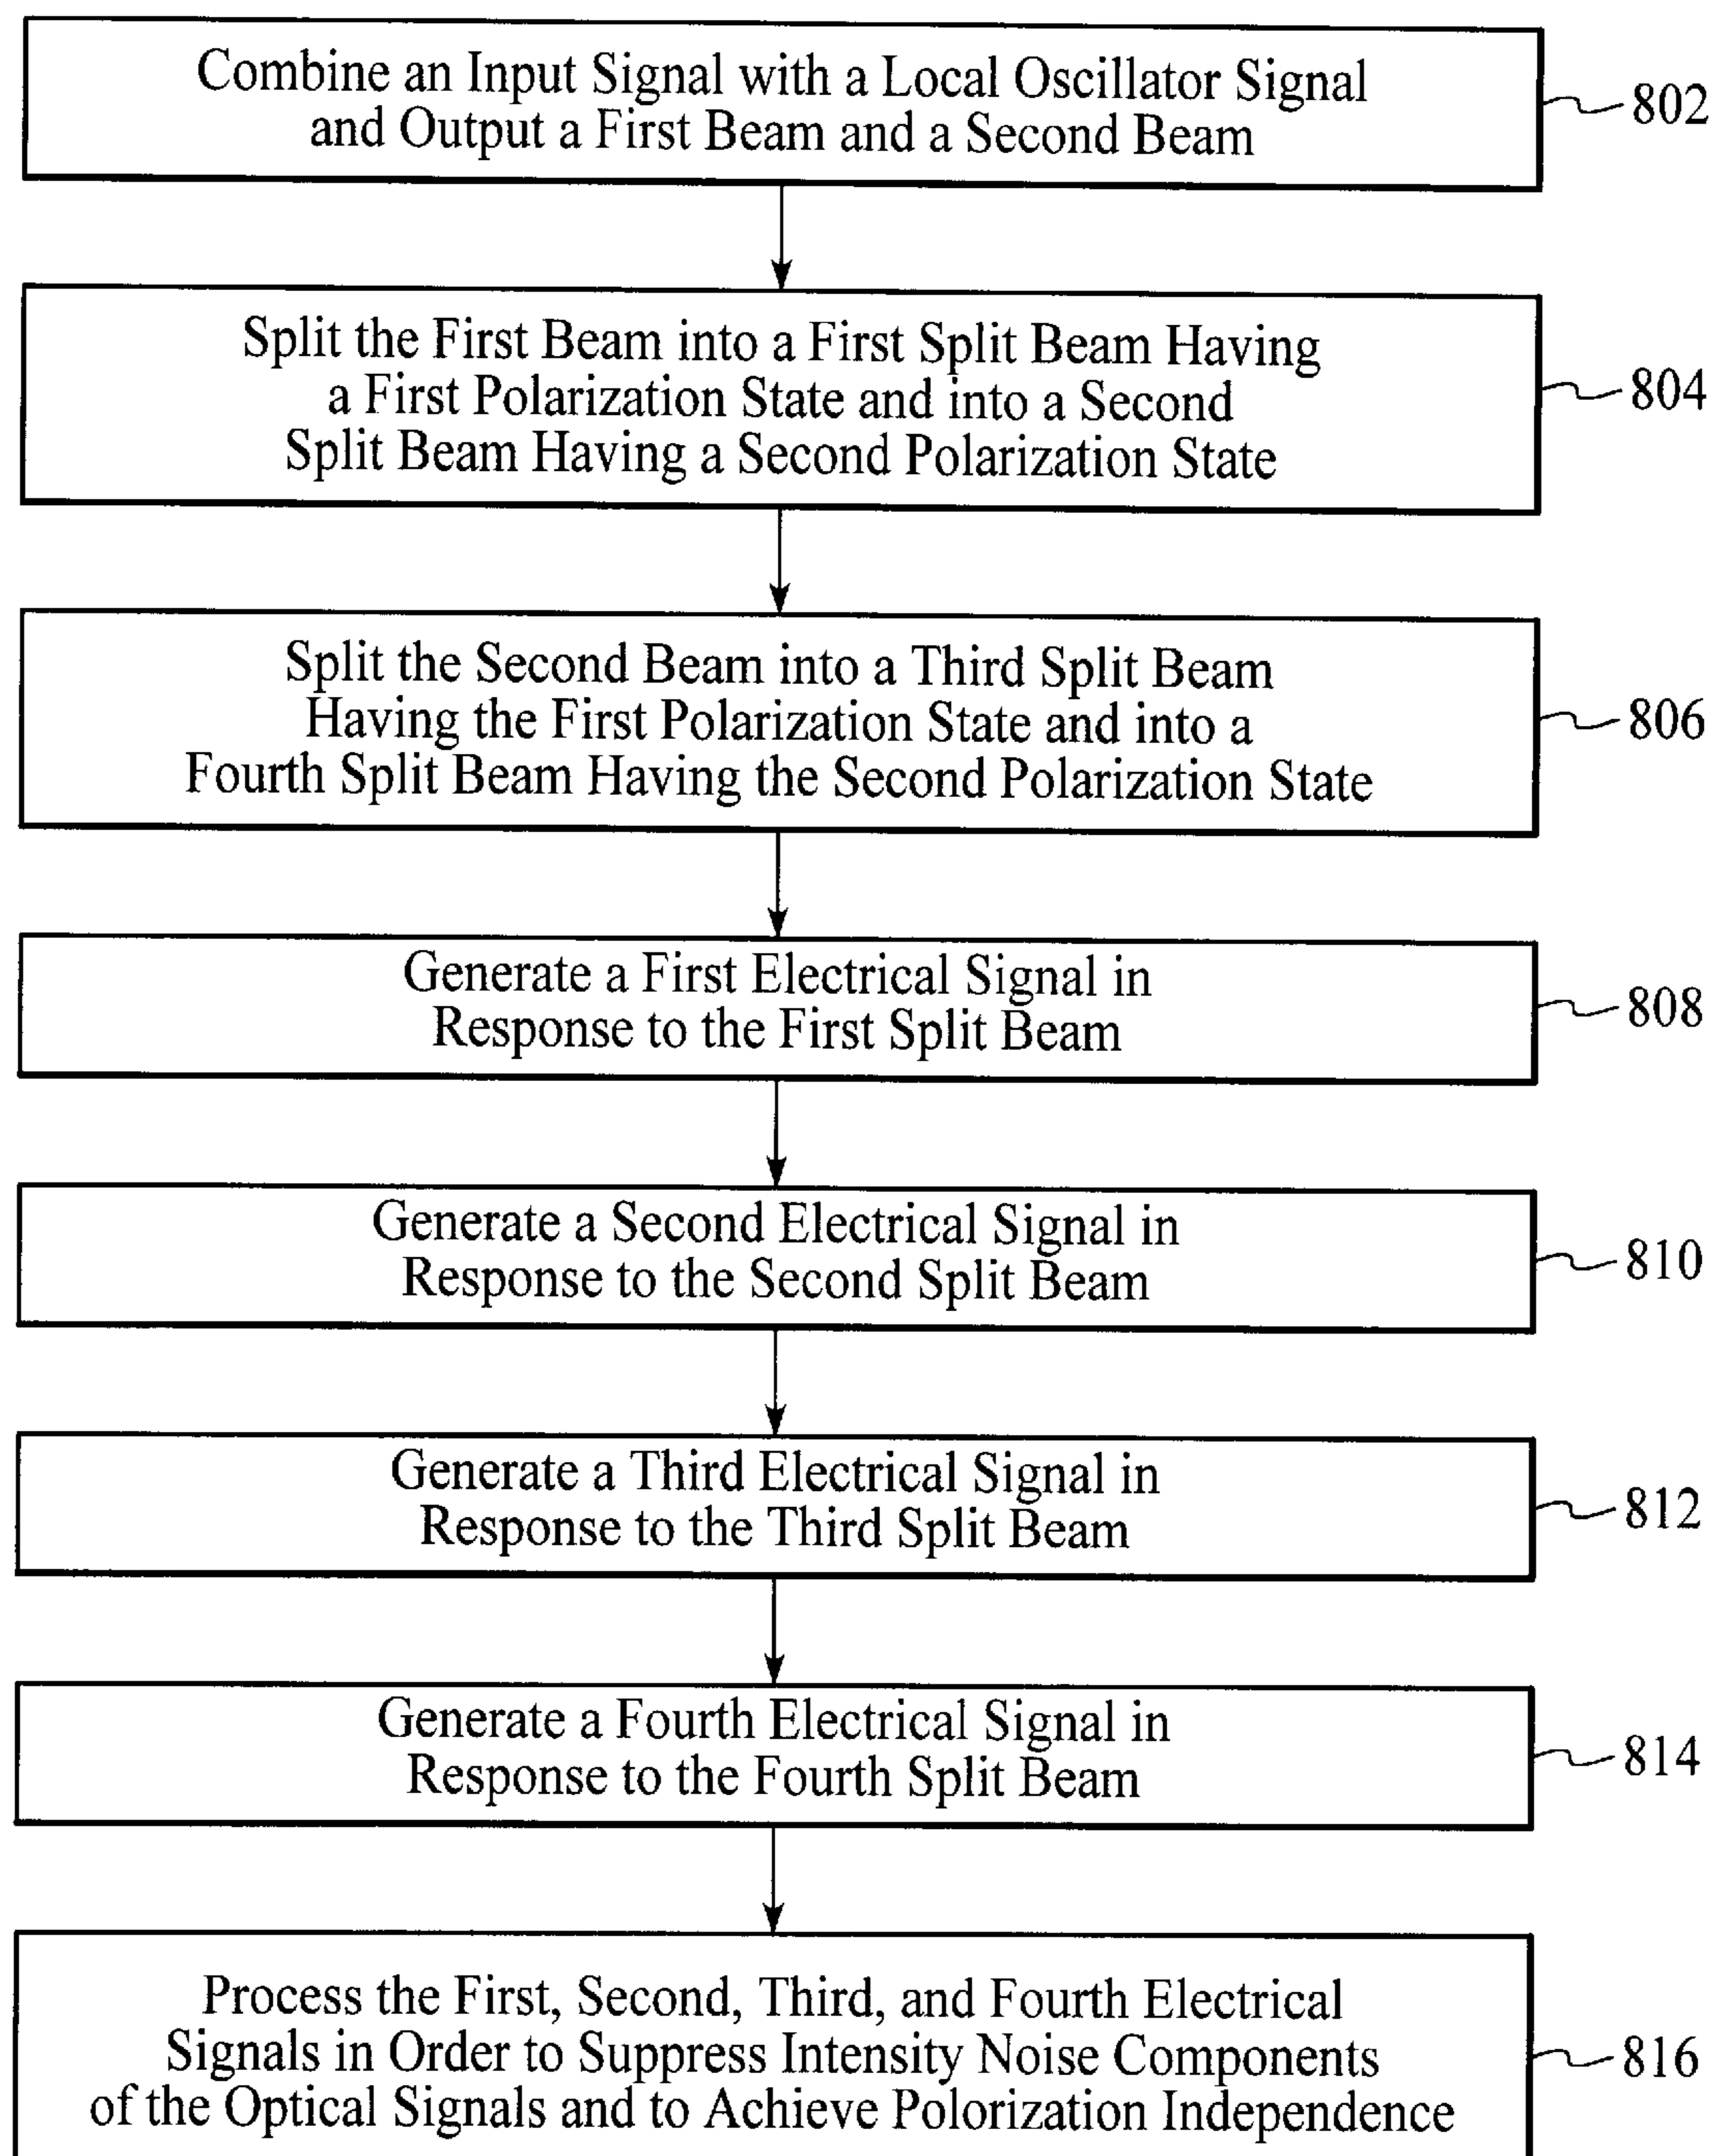 Combine an Input Signal with a Local Oscillator Signal
and Output a First Beam and a Second Beam
802
Split the First Beam into a First Split Beam Having
a First Polarization State and into a Second
Split Beam Having a Second Polarization State
804
Split the Second Beam into a Third Split Beam
Having the First Polarization State and into a
Fourth Split Beam Having the Second Polarization State
806
Generate a First Electrical Signal in
Response to the First Split Beam
808
Generate a Second Electrical Signal in
Response to the Second Split Beam
810
Generate a Third Electrical Signal in
Response to the Third Split Beam
812
Generate a Fourth Electrical Signal in
Response to the Fourth Split Beam
814
Process the First, Second, Third, and Fourth Electrical
Signals in Order to Suppress Intensity Noise Components
of the Optical Signals and to Achieve Polorization Independence
816